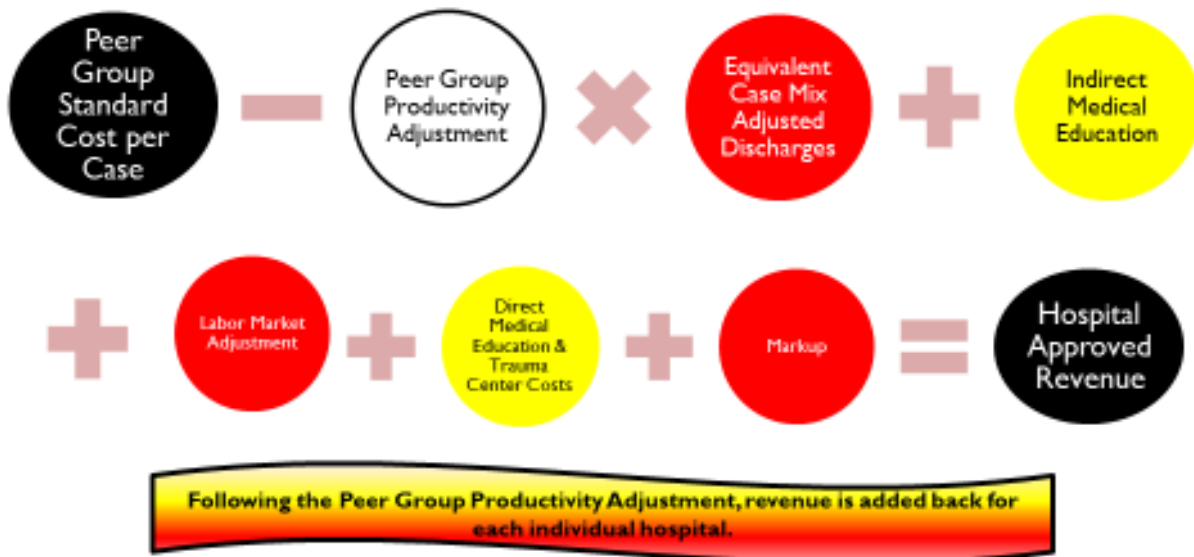 Peer
Group
Standard
Cost per
Case
Peer Group
Productivity
Adjustment
Equivalent
Case Mix
Adjusted
Discharges
Indirect
Medical
Education
Labor Market
Adjustment
Direct
Medical
Education &
Trauma
Center Costs
Markup
Hospital
Approved
Revenue
Following the Peer Group Productivity Adjustment, revenue is added back for
each individual hospital.